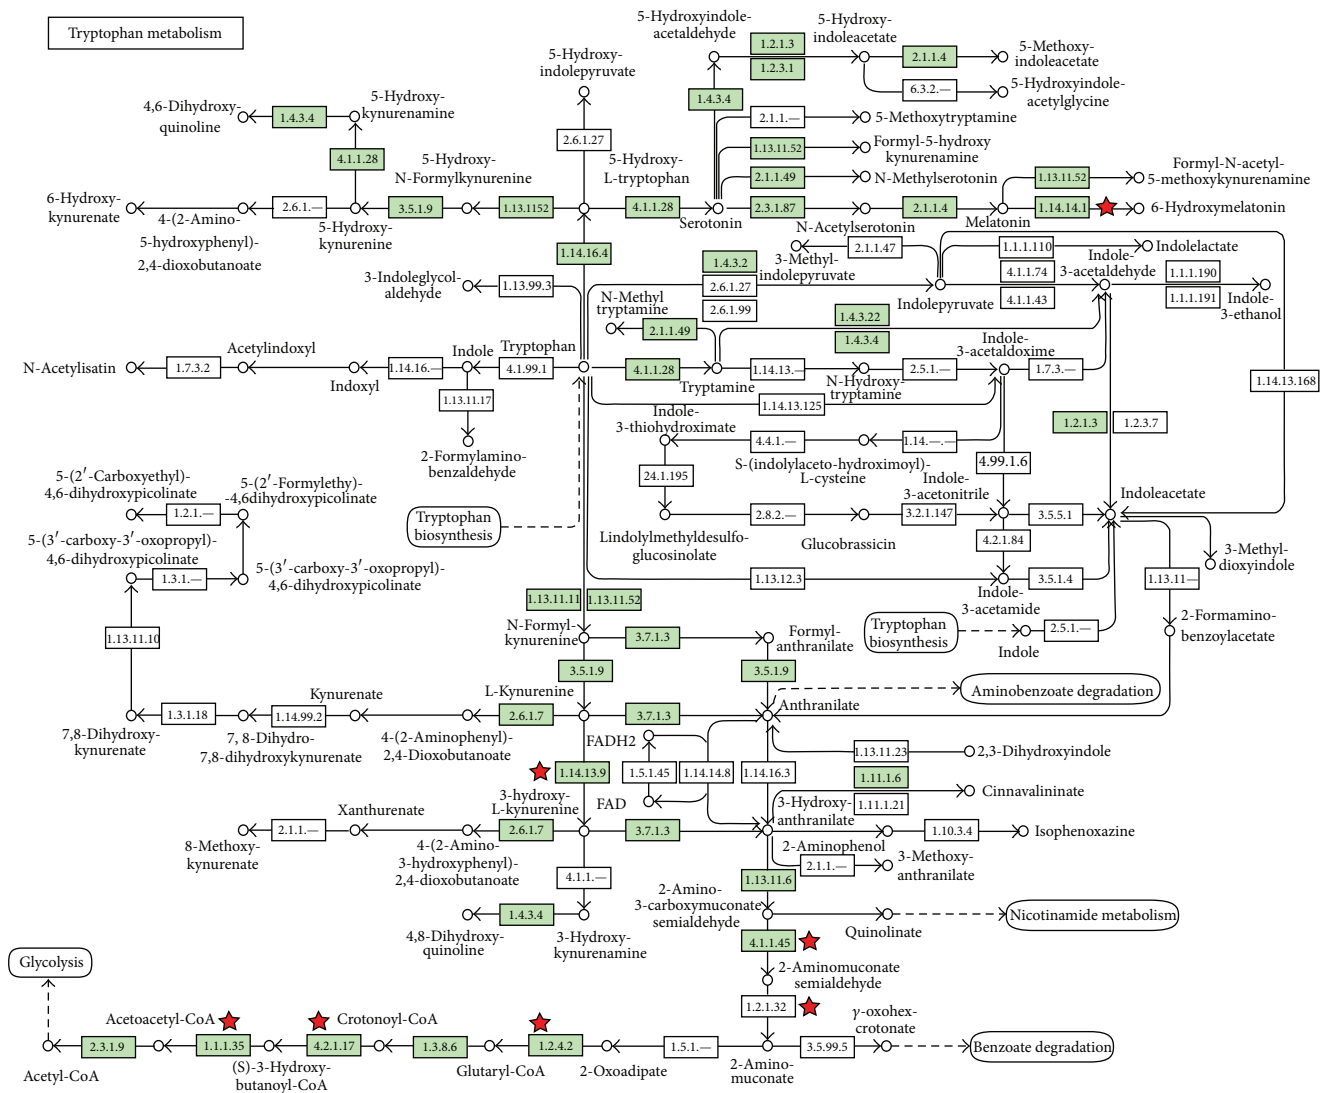 Tryptophan metabolism
5-Hydroxyindole-
acetaldehyde
5-Hydroxy-
indoleacetate
1.2.1.3
1.2.3.1
2.1.1.4
5-Methoxy-
indoleacetate
6.3.2.—
5-Hydroxyindole-
acetylglycine
5-Hydroxy-
indolepyruvate
1.4.3.4
4,6-Dihydroxy-
quinoline
1.4.3.4
5-Hydroxy-
kynurenamine
2.6.1.27
2.1.1.—
5-Methoxytryptamine
4.1.1.28
5-Hydroxy-
N-Formylkynurenine
5-Hydroxy-
L-tryptophan
1.13.11.52
Formyl-5-hydroxy
kynurenamine
2.1.1.49
N-Methylserotonin
1.13.11.52
Formyl-N-acetyl-
5-methoxykynurenamine
6-Hydroxy-
kynurenate
2.6.1.—
3.5.1.9
1.13.1152
4.1.1.28
2.3.1.87
2.1.1.4
1.14.14.1
6-Hydroxymelatonin
4-(2-Amino-
5-hydroxyphenyl)-
2,4-dioxobutanoate
5-Hydroxy-
kynurenine
Serotonin
N-Acetylserotonin
Melatonin
1.14.16.4
2.1.1.47
1.1.1.110
Indolelactate
3-Methyl-
indolepyruvate
1.4.3.2
2.6.1.27
2.6.1.99
4.1.1.74
4.1.1.43
Indole-
3-acetaldehyde
1.1.1.190
1.1.1.191
Indole-
3-ethanol
3-Indoleglycol-
aldehyde
1.13.99.3
N-Methyl
tryptamine
Indolepyruvate
2.1.1.49
1.4.3.22
1.4.3.4
N-Acetylisatin
1.7.3.2
Acetylindoxyl
Indoxyl
1.14.16.—
Indole
4.1.99.1
Tryptophan
4.1.1.28
Tryptamine
1.14.13.—
N-Hydroxy-
tryptamine
2.5.1.—
Indole-
3-acetaldoxime
1.7.3.—
1.14.13.168
1.13.11.17
1.14.13.125
2-Formylamino-
benzaldehyde
Indole-
3-thiohydroximate
4.4.1.—
1.14.—.—
1.2.1.3
1.2.3.7
S-(indolylaceto-hydroximoyl)-
L-cysteine
4.99.1.6
24.1.195
Indole-
3-acetonitrile
Indoleacetate
5-(2′-Carboxyethyl)-
4,6-dihydroxypicolinate
5-(2′-Formylethy)-
-4,6dihydroxypicolinate
1.2.1.—
Tryptophan
biosynthesis
2.8.2.—
3.2.1.147
3.5.5.1
Lindolylmethyldesulfo-
glucosinolate
Glucobrassicin
4.2.1.84
5-(3′-carboxy-3′-oxopropyl)-
4,6-dihydroxypicolinate
3-Methyl-
dioxyindole
1.3.1.—
5-(3′-carboxy-3′-oxopropyl)-
4,6-dihydroxypicolinate
1.13.12.3
3.5.1.4
1.13.11—
Indole-
3-acetamide
1.13.11.11
1.13.11.52
1.13.11.10
N-Formyl-
kynurenine
3.7.1.3
Formyl-
anthranilate
Tryptophan
biosynthesis
Indole
2.5.1.—
2-Formamino-
benzoylacetate
3.5.1.9
3.5.1.9
Aminobenzoate degradation
Kynurenate
L-Kynurenine
1.3.1.18
1.14.99.2
2.6.1.7
3.7.1.3
Anthranilate
7,8-Dihydroxy-
kynurenate
7, 8-Dihydro-
7,8-dihydroxykynurenate
4-(2-Aminophenyl)-
2,4-Dioxobutanoate
FADH2
1.13.11.23
2,3-Dihydroxyindole
1.14.13.9
1.5.1.45
1.14.14.8
1.14.16.3
1.11.1.6
1.11.1.21
Cinnavalininate
FAD
3-hydroxy-
L-kynurenine
3-Hydroxy-
anthranilate
Xanthurenate
2.1.1.—
2.6.1.7
3.7.1.3
1.10.3.4
Isophenoxazine
8-Methoxy-
kynurenate
4-(2-Amino-
3-hydroxyphenyl)-
2,4-dioxobutanoate
2-Aminophenol
2.1.1.—
3-Methoxy-
anthranilate
4.1.1.—
1.13.11.6
1.4.3.4
2-Amino-
3-carboxymuconate
semialdehyde
Nicotinamide metabolism
Quinolinate
4,8-Dihydroxy-
quinoline
3-Hydroxy-
kynurenamine
4.1.1.45
Glycolysis
2-Aminomuconate
semialdehyde
1.2.1.32
Acetoacetyl-CoA
Crotonoyl-CoA
γ-oxohex-
crotonate
2.3.1.9
1.1.1.35
4.2.1.17
1.3.8.6
1.2.4.2
1.5.1.—
3.5.99.5
Benzoate degradation
Acetyl-CoA
(S)-3-Hydroxy-
butanoyl-CoA
Glutaryl-CoA
2-Oxoadipate
2-Amino-
muconate